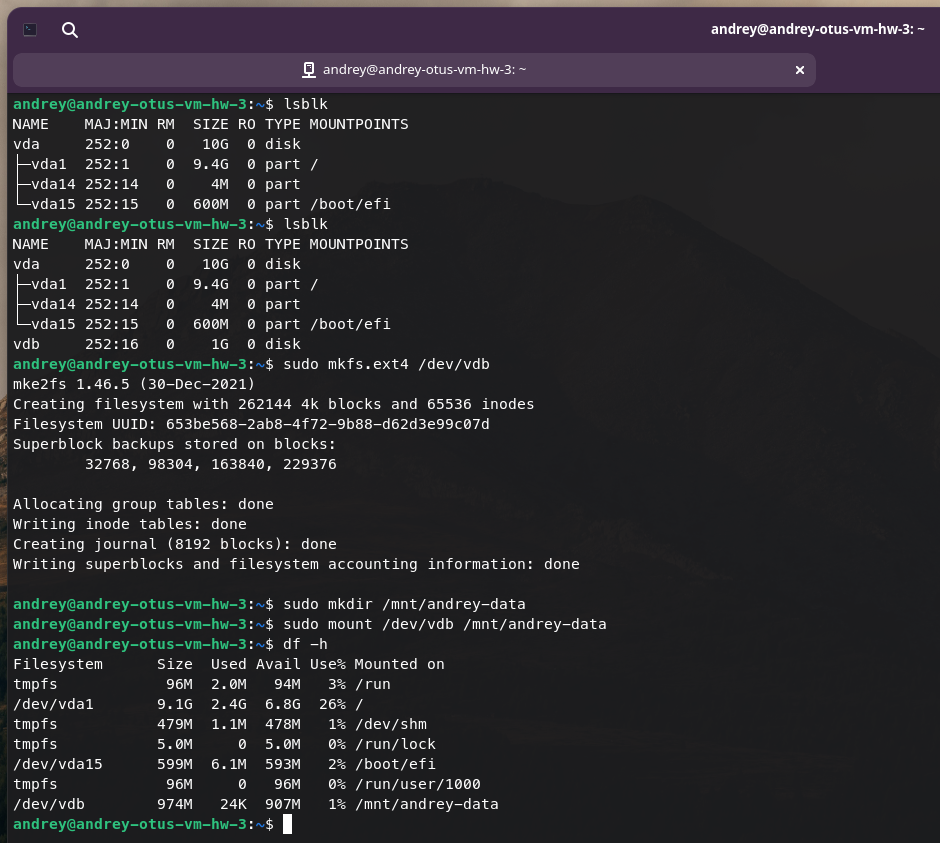 andrey@andrey-otus-vm-hw-3: ~
andrey@andrey-otus-vm-hw-3: ~
andrey@andrey-otus-vm-hw-3:~$ lsblk
NAME    MAJ:MIN RM  SIZE RO TYPE MOUNTPOINTS
vda     252:0    0   10G  0 disk
├─vda1  252:1    0  9.4G  0 part /
├─vda14 252:14   0    4M  0 part
└─vda15 252:15   0  600M  0 part /boot/efi
andrey@andrey-otus-vm-hw-3:~$ lsblk
NAME    MAJ:MIN RM  SIZE RO TYPE MOUNTPOINTS
vda     252:0    0   10G  0 disk
├─vda1  252:1    0  9.4G  0 part /
├─vda14 252:14   0    4M  0 part
└─vda15 252:15   0  600M  0 part /boot/efi
vdb     252:16   0    1G  0 disk
andrey@andrey-otus-vm-hw-3:~$ sudo mkfs.ext4 /dev/vdb
mke2fs 1.46.5 (30-Dec-2021)
Creating filesystem with 262144 4k blocks and 65536 inodes
Filesystem UUID: 653be568-2ab8-4f72-9b88-d62d3e99c07d
Superblock backups stored on blocks:
        32768, 98304, 163840, 229376
Allocating group tables: done
Writing inode tables: done
Creating journal (8192 blocks): done
Writing superblocks and filesystem accounting information: done
andrey@andrey-otus-vm-hw-3:~$ sudo mkdir /mnt/andrey-data
andrey@andrey-otus-vm-hw-3:~$ sudo mount /dev/vdb /mnt/andrey-data
andrey@andrey-otus-vm-hw-3:~$ df -h
Filesystem      Size  Used Avail Use% Mounted on
tmpfs            96M  2.0M   94M   3% /run
/dev/vda1       9.1G  2.4G  6.8G  26% /
tmpfs           479M  1.1M  478M   1% /dev/shm
tmpfs           5.0M     0  5.0M   0% /run/lock
/dev/vda15      599M  6.1M  593M   2% /boot/efi
tmpfs            96M     0   96M   0% /run/user/1000
/dev/vdb        974M   24K  907M   1% /mnt/andrey-data
andrey@andrey-otus-vm-hw-3:~$